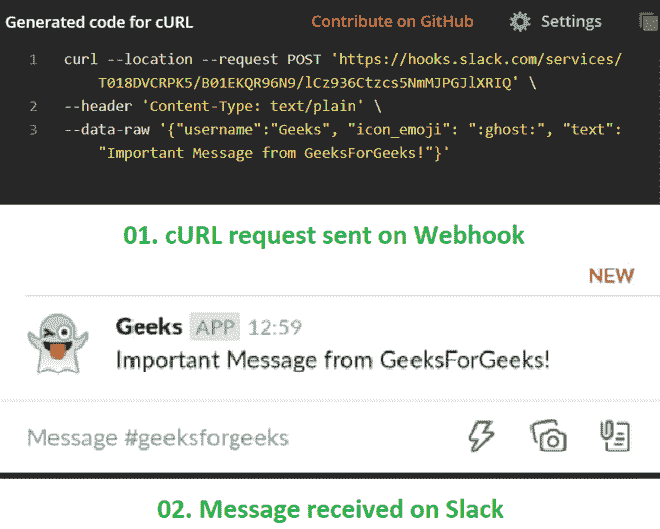 Generated code for cURL Contribute on GitHub Settings
1 curl --location --request POST 'https://hooks.slack.com/services/
T018DVCRPK5/B01EKQR96N9/lCz936Ctzcs5NmMJPGJlXRIQ' \
2 --header 'Content-Type: text/plain' \
3 --data-raw '{"username":"Geeks", "icon_emoji": ":ghost:", "text":
"Important Message from GeeksForGeeks!"}'
01. cURL request sent on Webhook
NEW
Geeks APP 12:59
Important Message from GeeksForGeeks!
Message #geeksforgeeks
02. Message received on Slack